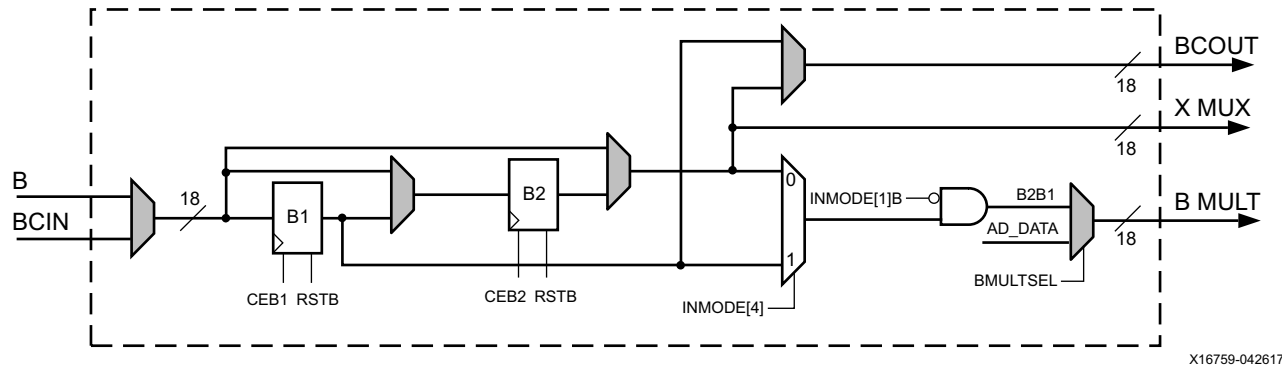 BCOUT
18
X MUX
18
B
BCIN
18
B1
B2
0
1
INMODE[1]B
B2B1
AD_DATA
B MULT
18
CEB1 RSTB
CEB2 RSTB
INMODE[4]
BMULTSEL
X16759-042617